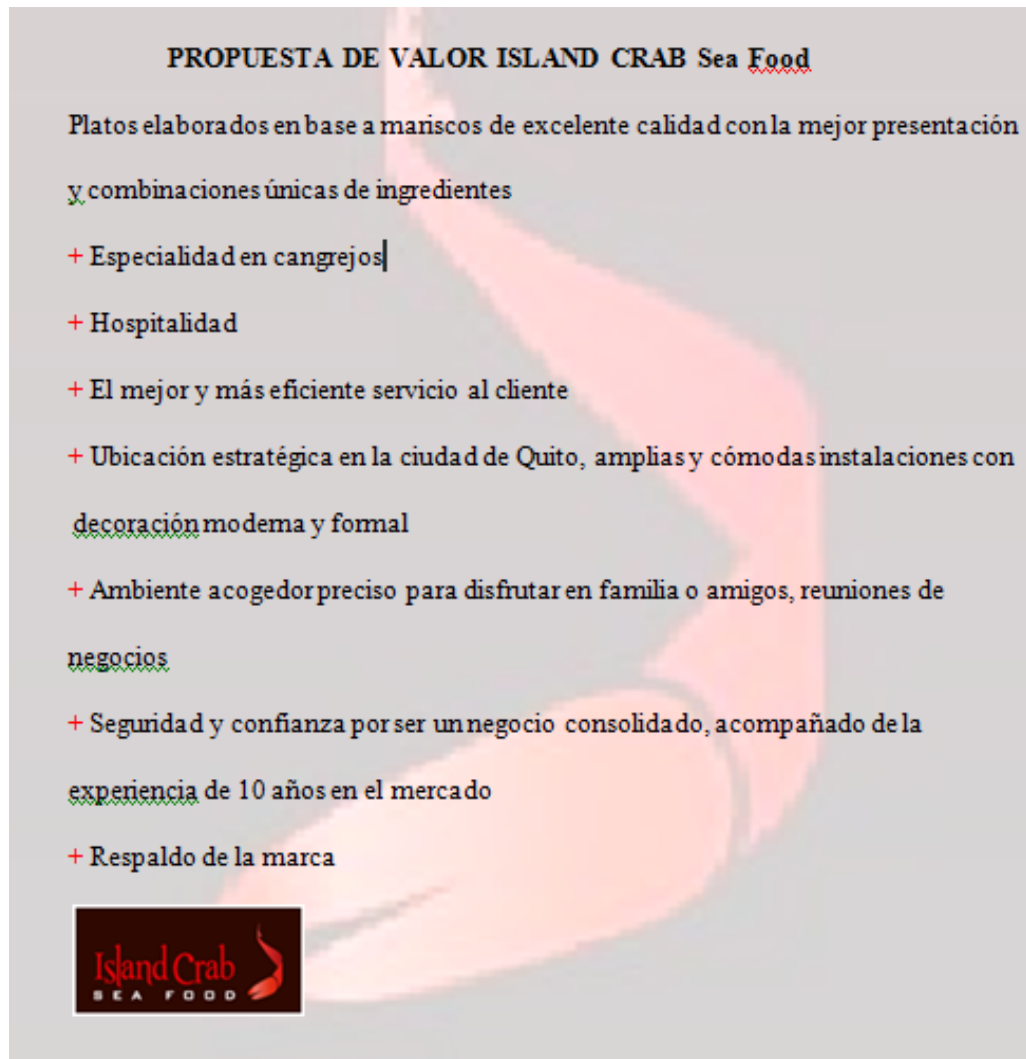 PROPUESTA DE VALOR ISLAND CRAB Sea Food
Platos elaborados en base a mariscos de excelente calidad con la mejor presentación
y combinaciones únicas de ingredientes
+ Especialidad en cangrejos
+ Hospitalidad
+ El mejor y más eficiente servicio al cliente
+ Ubicación estratégica en la ciudad de Quito, amplias y cómodas instalaciones con
decoración moderna y formal
+ Ambiente acogedor preciso para disfrutar en familia o amigos, reuniones de
negocios
+ Seguridad y confianza por ser un negocio consolidado, acompañado de la
experiencia de 10 años en el mercado
+ Respaldo de la marca
Island Crab
SEA FOOD